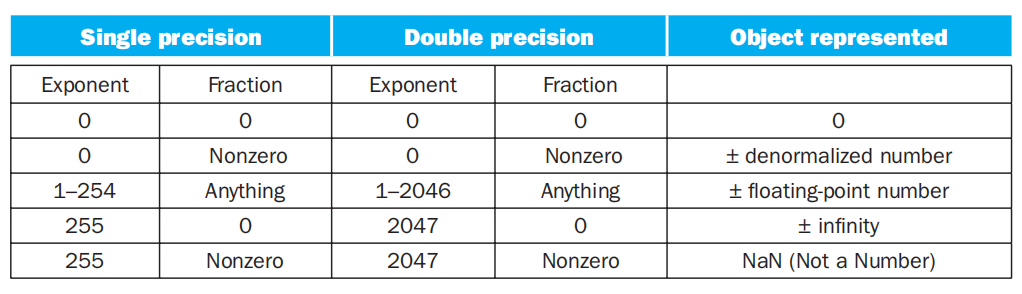 Single precision Double precision Object represented
Exponent Fraction Exponent Fraction
0 0 0 0 0
0 Nonzero 0 Nonzero ± denormalized number
1–254 Anything 1–2046 Anything ± floating-point number
255 0 2047 0 ± infinity
255 Nonzero 2047 Nonzero NaN (Not a Number)